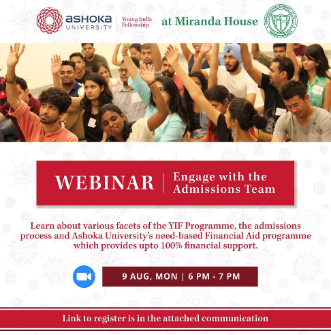 ASHOKA
UNIVERSITY
Young India
Fellowship
at Miranda House
WEBINAR
Engage with the
Admissions Team
Learn about various facets of the YIF Programme, the admissions
process and Ashoka University's need-based Financial Aid programme
which provides upto 100% financial support.
9 AUG, MON | 6 PM - 7 PM
Link to register is in the attached communication